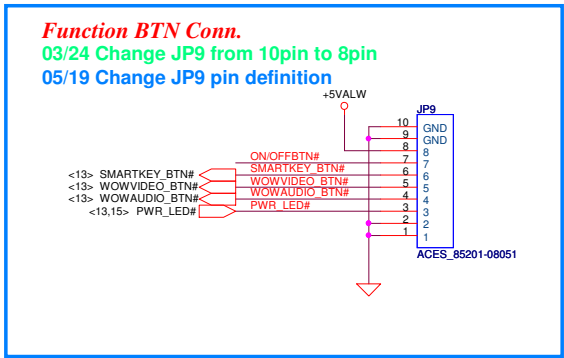 Function BTN Conn.
03/24 Change JP9 from 10pin to 8pin
05/19 Change JP9 pin definition
+5VALW
JP9
10 GND
9 GND
8 8
ON/OFFBTN# 7 7
<13> SMARTKEY_BTN# SMARTKEY_BTN# 6 6
<13> WOWVIDEO_BTN# WOWVIDEO_BTN# 5 5
<13> WOWAUDIO_BTN# WOWAUDIO_BTN# 4 4
<13,15> PWR_LED# PWR_LED# 3 3
2 2
1 1
ACES_85201-08051